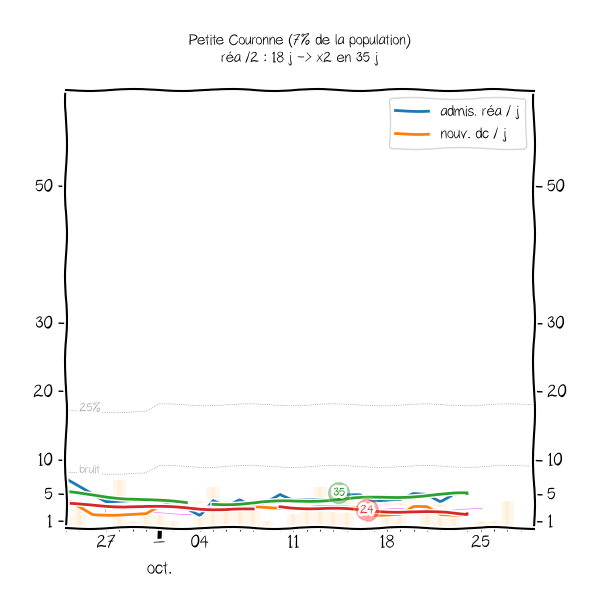 Petite Couronne (7% de la population)
réa /2 : 18 j -> x2 en 35 j
admis. réa / j
nouv. dc / j
50 50
30 30
20 20
25%
10 10
bruit
5 5
35
24
1 1
27 04 11 18 25
oct.